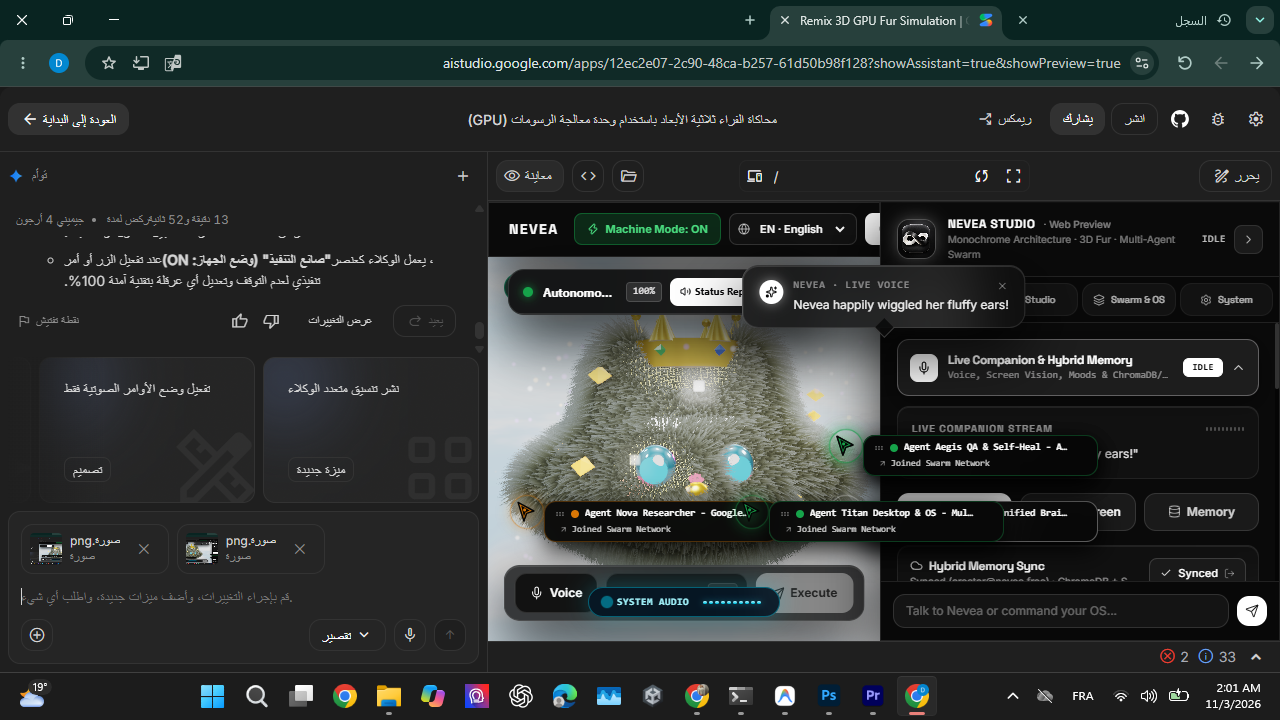 Remix 3D GPU Fur Simulation |
السجل
D
aistudio.google.com/apps/12ec2e07-2c90-48ca-b257-61d50b98f128?showAssistant=true&showPreview=true
العودة إلى البداية
محاكاة الفراء ثلاثية الأبعاد باستخدام وحدة معالجة الرسومات (GPU)
ريمكس
يشارك
انشر
توأم
معاينة
/
يحرر
13 دقيقة و52 ثانيةركض لمدة • جيميني 4 أرجون
، يعمل الوكلاء كعنصر"صانع التنفيذ" (وضع الجهاز: ON)عند تفعيل الزر أو أمر
تنفيذي لعدم التوقف وتعديل أي عرقلة بتقنية آمنة 100%.
نقطة تفتيش
عرض التغييرات
يعيد
تفعيل وضع الأوامر الصوتية فقط
تصميم
نشر تنسيق متعدد الوكلاء
ميزة جديدة
صورة.png
صورة
صورة.png
صورة
قم بإجراء التغييرات، وأضف ميزات جديدة، واطلب أي شيء.
تقصير
NEVEA
Machine Mode: ON
EN · English
Autonomo...
100%
Status Rep
NEVEA · LIVE VOICE
Nevea happily wiggled her fluffy ears!
Agent Aegis QA & Self-Heal - A…
Joined Swarm Network
Agent Nova Researcher - Google…
Joined Swarm Network
Agent Titan Desktop & OS - Mul…
Joined Swarm Network
nified Brai…
Voice
SYSTEM AUDIO
Execute
NEVEA STUDIO · Web Preview
Monochrome Architecture · 3D Fur · Multi-Agent
Swarm
IDLE
Studio
Swarm & OS
System
Live Companion & Hybrid Memory
Voice, Screen Vision, Moods & ChromaDB/…
IDLE
LIVE COMPANION STREAM
ears!"
reen
Memory
Hybrid Memory Sync
Synced
Talk to Nevea or command your OS...
2
33
19°
Ps
Pr
FRA
2:01 AM
11/3/2026